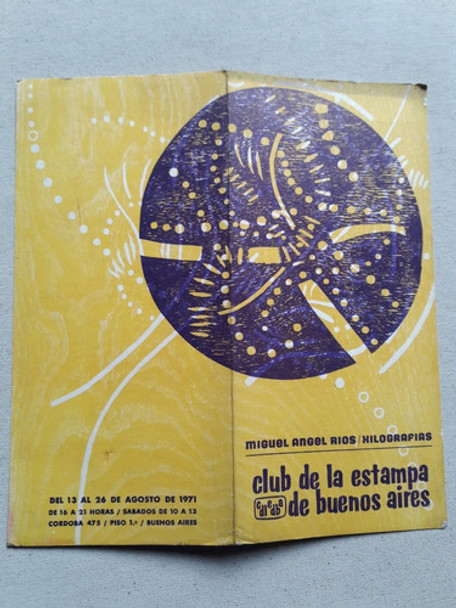 MIGUEL ANGEL RIOS / XILOGRAFIAS
club de la estampa
de buenos aires
DEL 13 AL 26 DE AGOSTO DE 1971
DE 16 A 21 HORAS / SABADOS DE 10 A 13
CORDOBA 475 / PISO 1.º / BUENOS AIRES